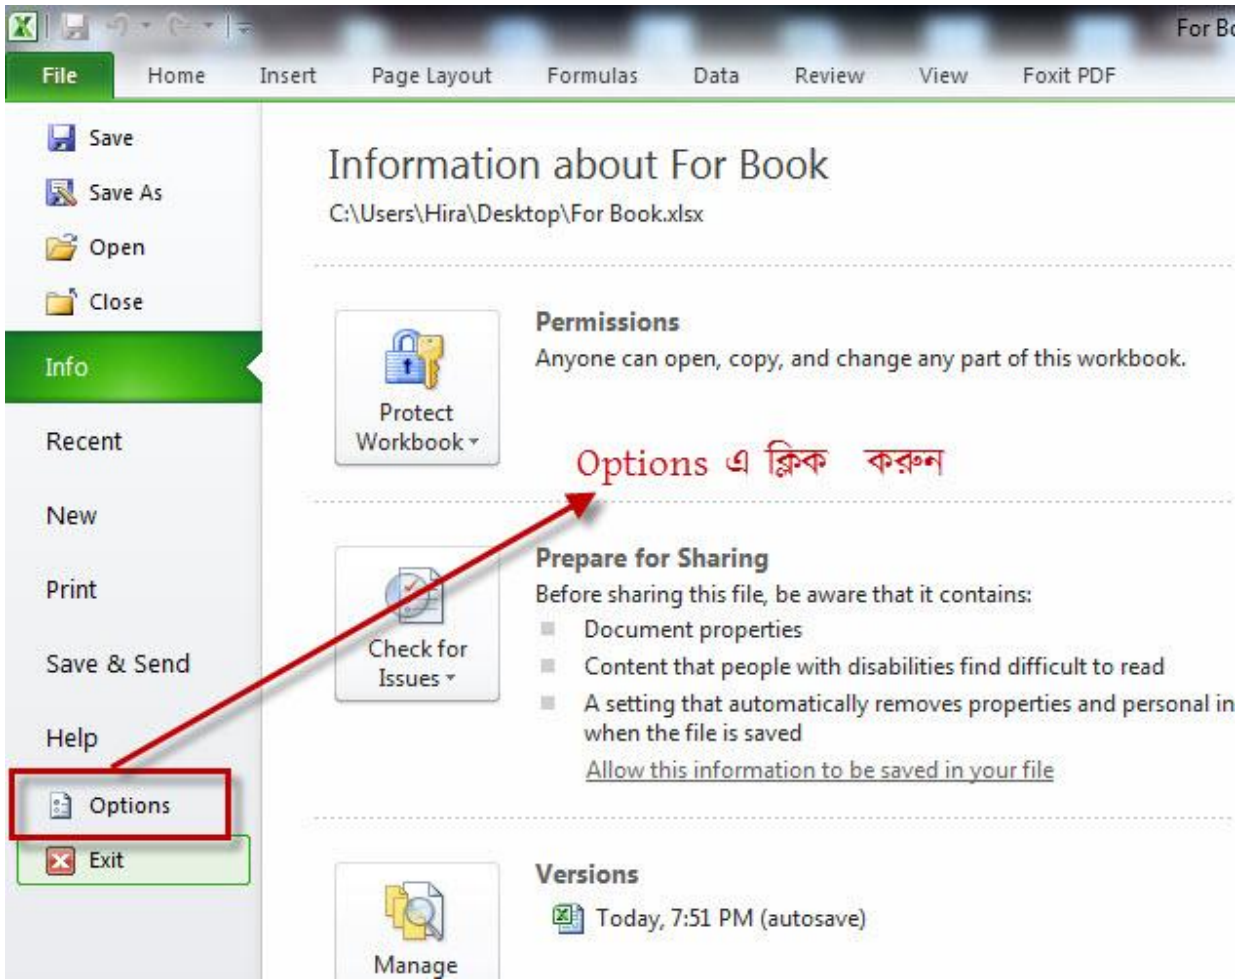 For Bo
File Home Insert Page Layout Formulas Data Review View Foxit PDF
Save
Save As
Open
Close
Info
Recent
New
Print
Save & Send
Help
Options
Exit
Information about For Book
C:\Users\Hira\Desktop\For Book.xlsx
Protect
Workbook
Permissions
Anyone can open, copy, and change any part of this workbook.
Options এ ক্লিক করুন
Check for
Issues
Prepare for Sharing
Before sharing this file, be aware that it contains:
Document properties
Content that people with disabilities find difficult to read
A setting that automatically removes properties and personal in
when the file is saved
Allow this information to be saved in your file
Manage
Versions
Today, 7:51 PM (autosave)